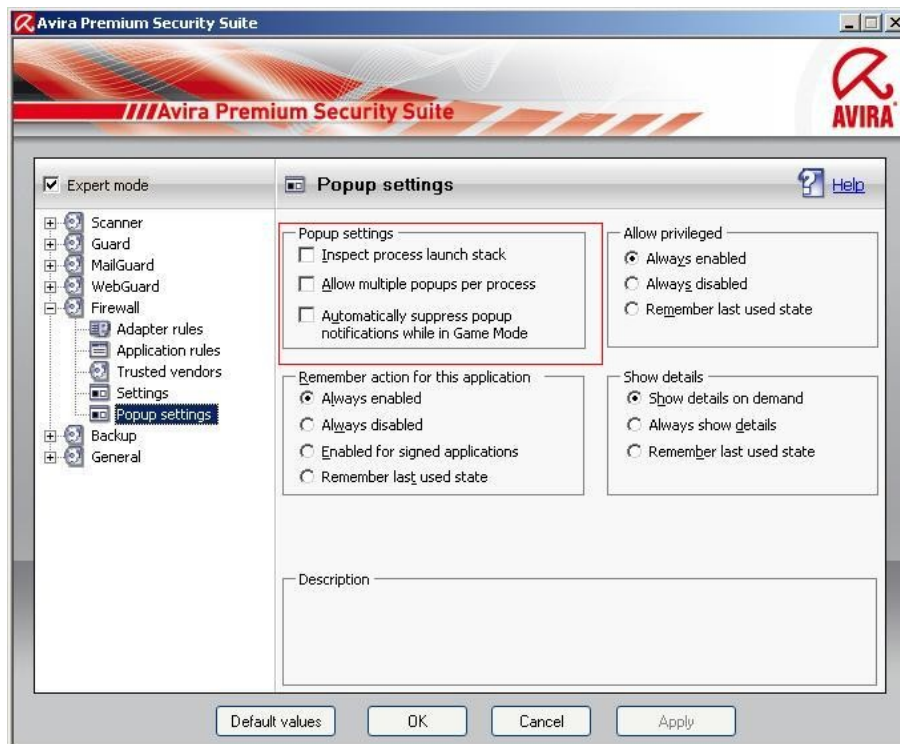 Avira Premium Security Suite
////Avira Premium Security Suite
AVIRA
Expert mode
Scanner
Guard
MailGuard
WebGuard
Firewall
Adapter rules
Application rules
Trusted vendors
Settings
Popup settings
Backup
General
Popup settings
Help
Popup settings
Inspect process launch stack
Allow multiple popups per process
Automatically suppress popup
notifications while in Game Mode
Allow privileged
Always enabled
Always disabled
Remember last used state
Remember action for this application
Always enabled
Always disabled
Enabled for signed applications
Remember last used state
Show details
Show details on demand
Always show details
Remember last used state
Description
Default values
OK
Cancel
Apply